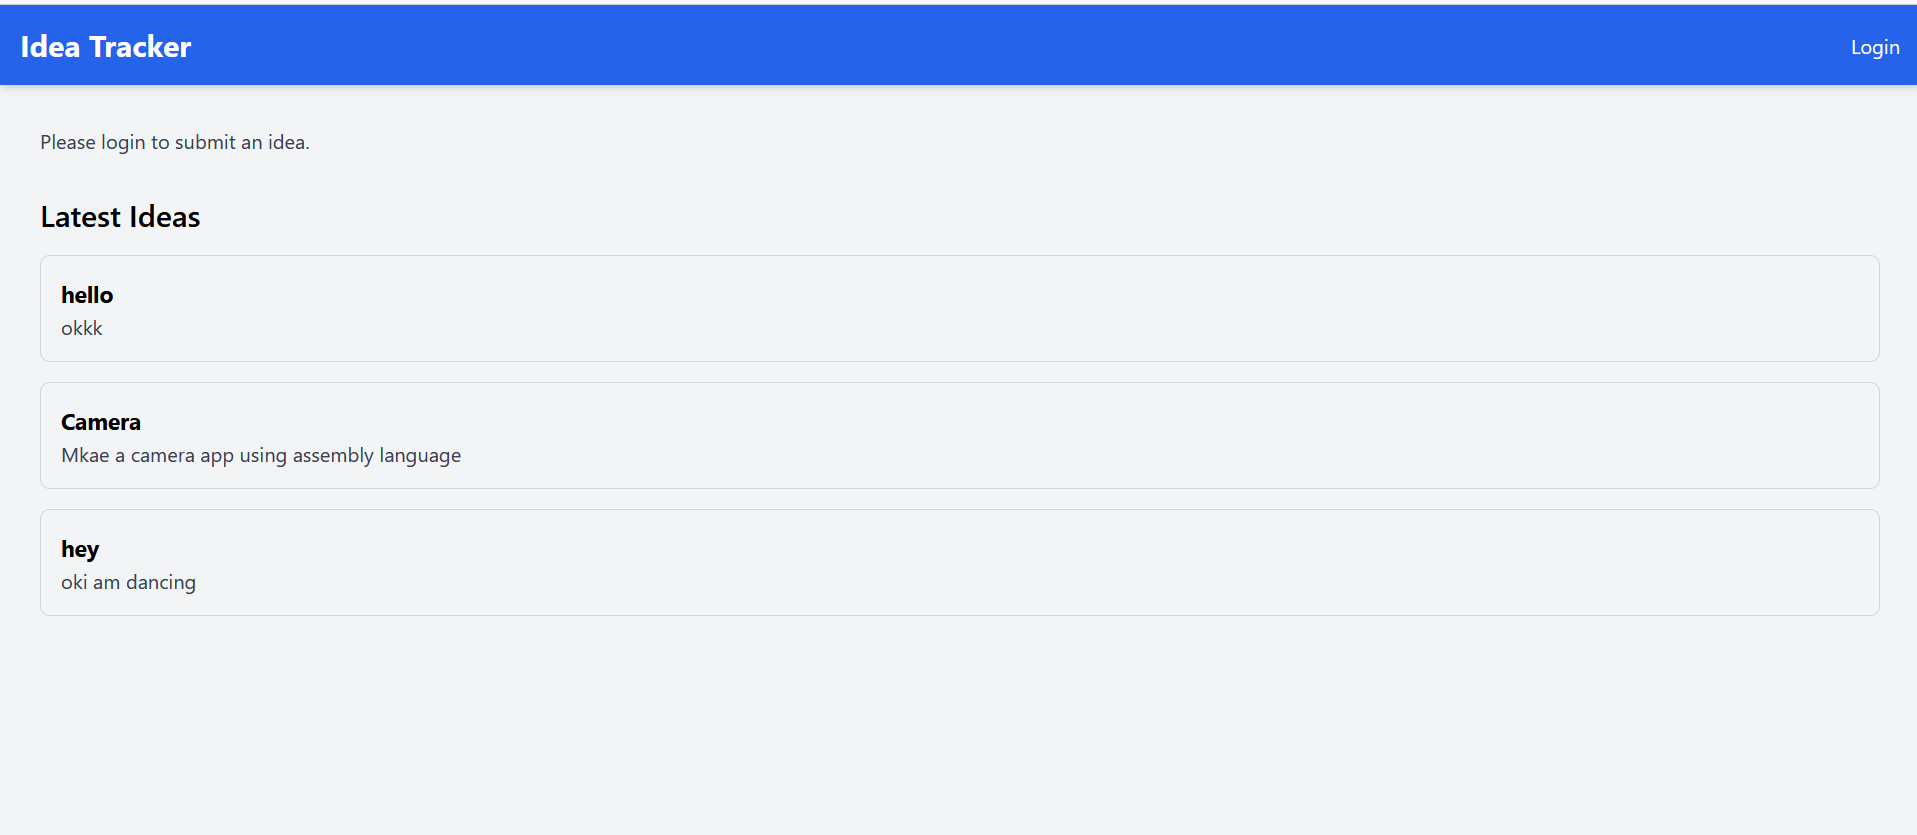 Idea Tracker
Login
Please login to submit an idea.
Latest Ideas
hello
okkk
Camera
Mkae a camera app using assembly language
hey
oki am dancing